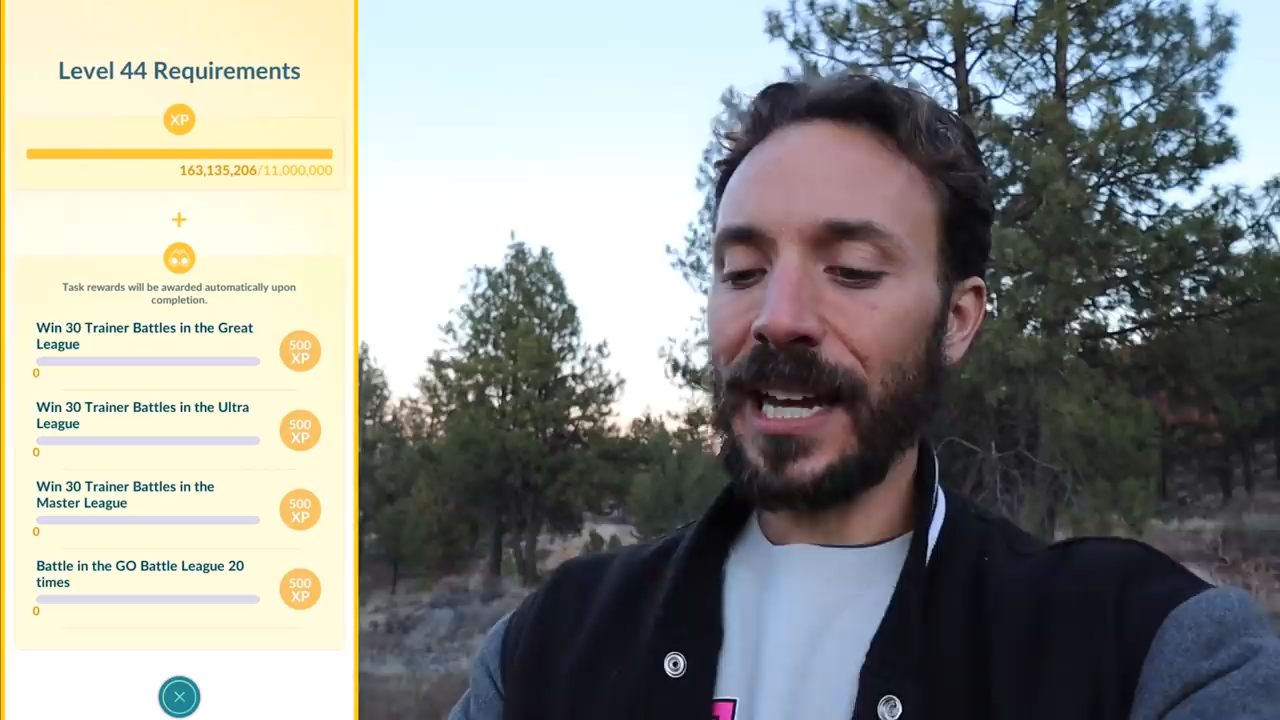 Level 44 Requirements
XP
163,135,206/11,000,000
+
Task rewards will be awarded automatically upon
completion.
Win 30 Trainer Battles in the Great
League
500
XP
0
Win 30 Trainer Battles in the Ultra
League
500
XP
0
Win 30 Trainer Battles in the
Master League
500
XP
0
Battle in the GO Battle League 20
times
500
XP
0